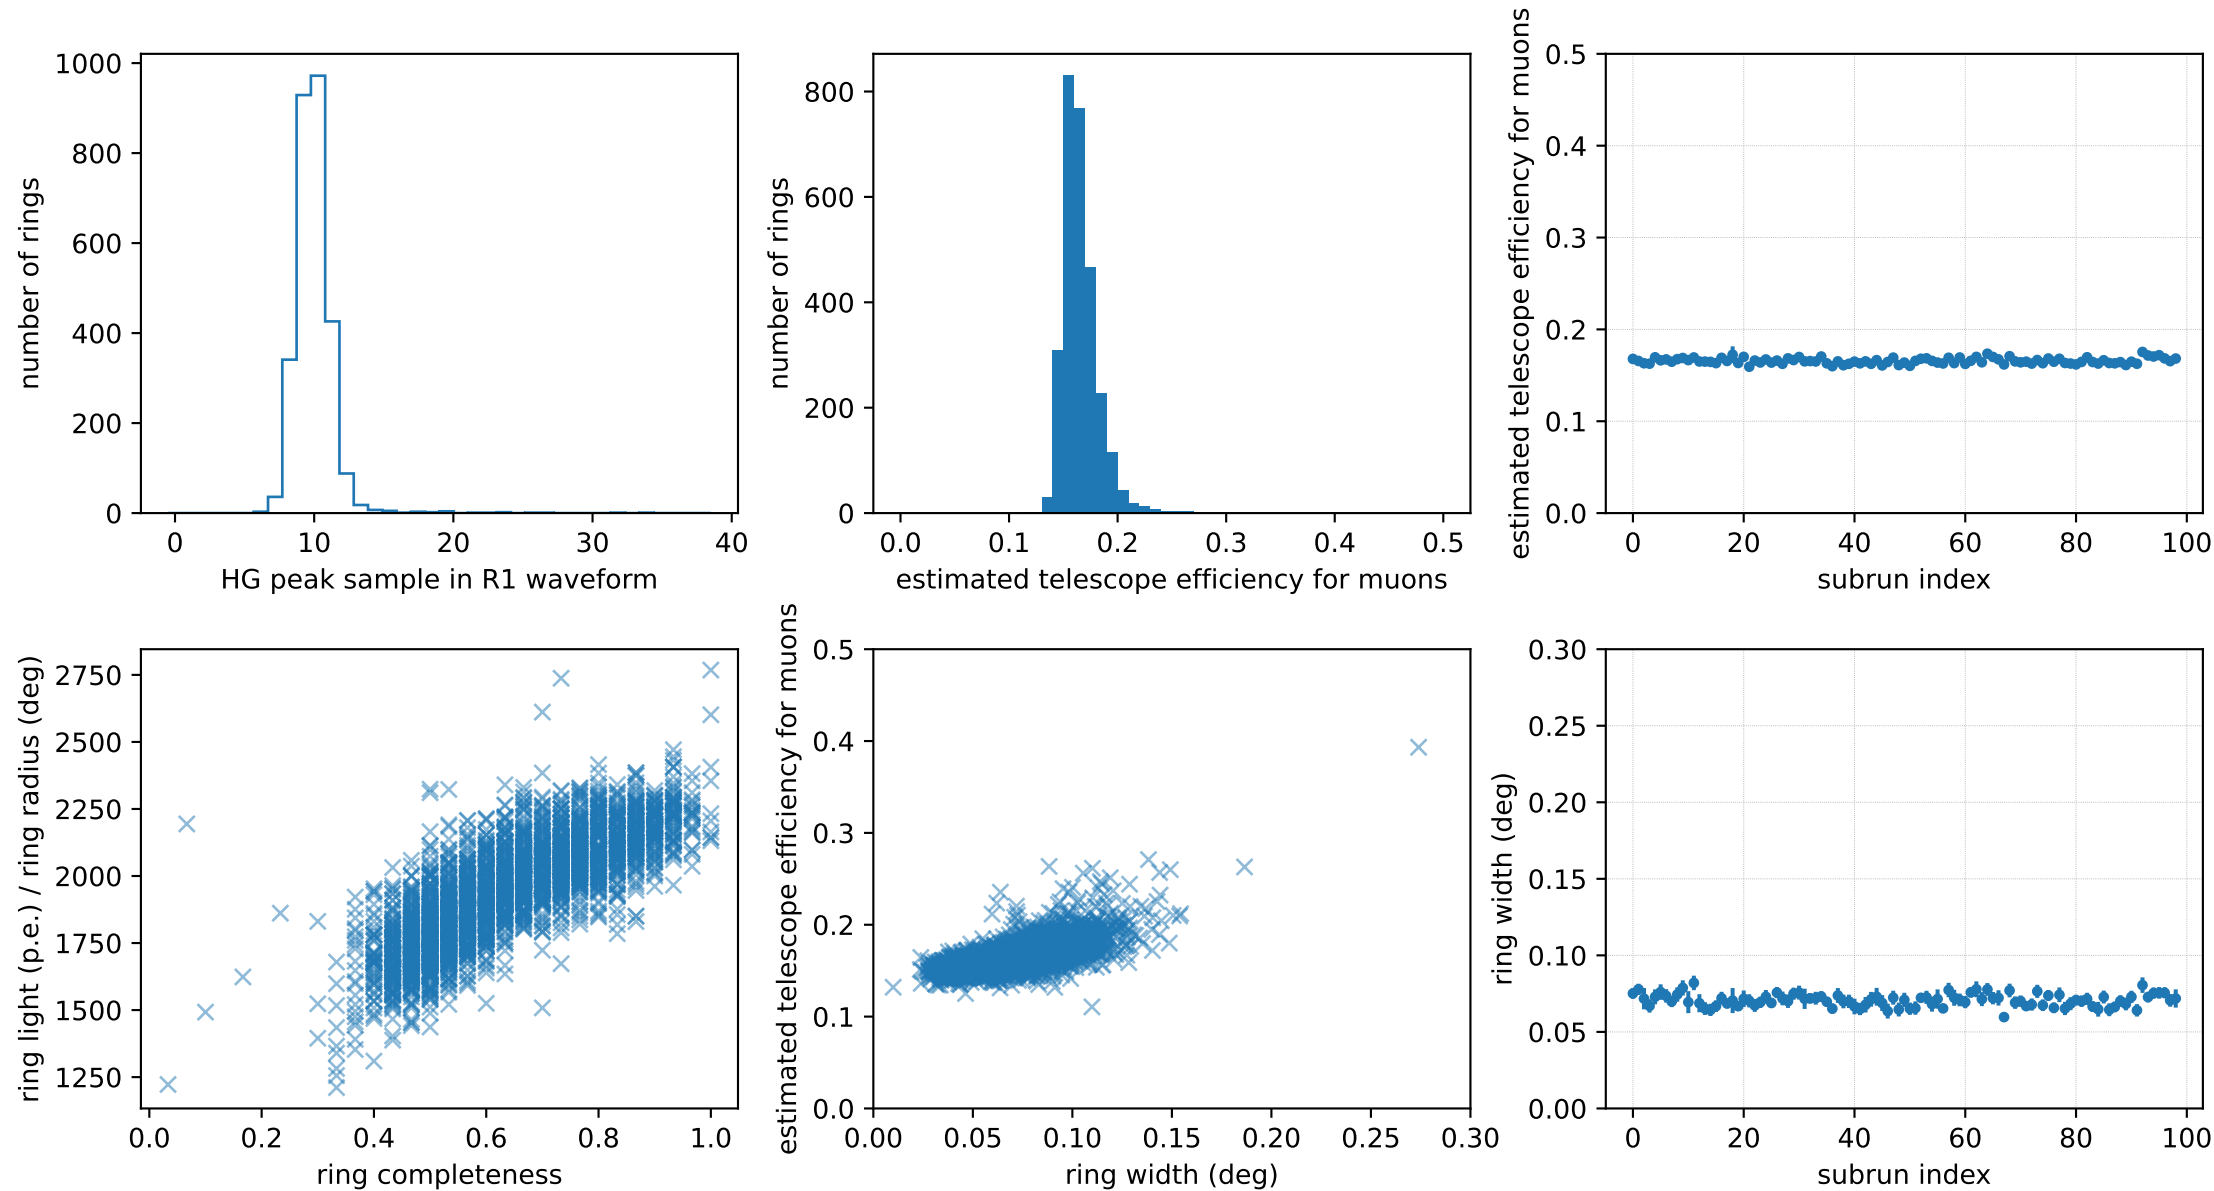 1000
800
600
400
200
0
number of rings
0 10 20 30 40
HG peak sample in R1 waveform
800
600
400
200
0
number of rings
0.0 0.1 0.2 0.3 0.4 0.5
estimated telescope efficiency for muons
0.5
0.4
0.3
0.2
0.1
0.0
estimated telescope efficiency for muons
0 20 40 60 80 100
subrun index
2750
2500
2250
2000
1750
1500
1250
ring light (p.e.) / ring radius (deg)
0.0 0.2 0.4 0.6 0.8 1.0
ring completeness
0.5
0.4
0.3
0.2
0.1
0.0
estimated telescope efficiency for muons
0.00 0.05 0.10 0.15 0.20 0.25 0.30
ring width (deg)
0.30
0.25
0.20
0.15
0.10
0.05
0.00
ring width (deg)
0 20 40 60 80 100
subrun index